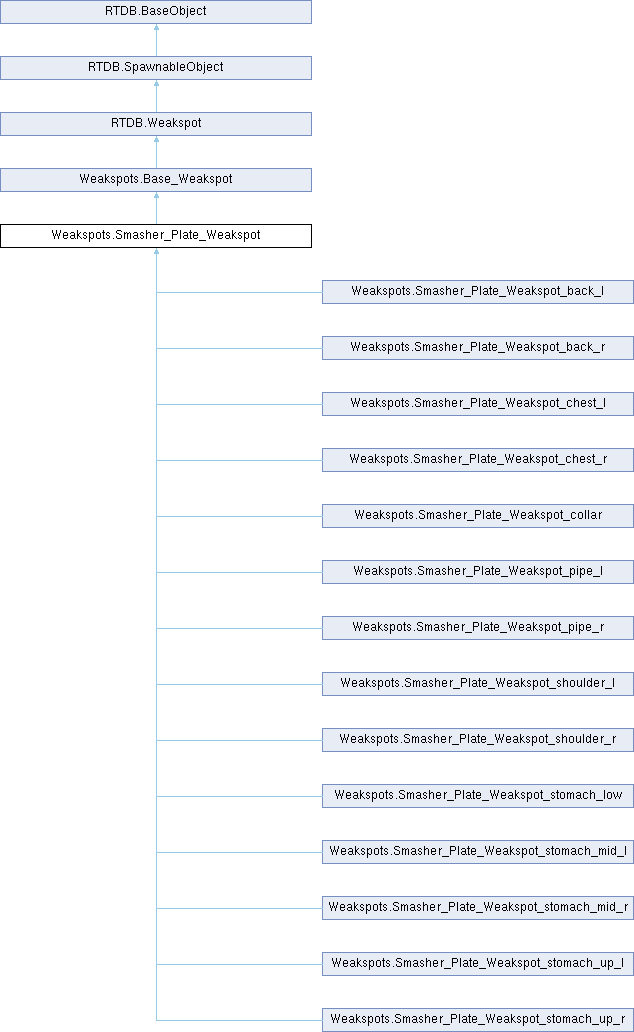 RTDB.BaseObject
RTDB.SpawnableObject
RTDB.Weakspot
Weakspots.Base_Weakspot
Weakspots.Smasher_Plate_Weakspot
Weakspots.Smasher_Plate_Weakspot_back_l
Weakspots.Smasher_Plate_Weakspot_back_r
Weakspots.Smasher_Plate_Weakspot_chest_l
Weakspots.Smasher_Plate_Weakspot_chest_r
Weakspots.Smasher_Plate_Weakspot_collar
Weakspots.Smasher_Plate_Weakspot_pipe_l
Weakspots.Smasher_Plate_Weakspot_pipe_r
Weakspots.Smasher_Plate_Weakspot_shoulder_l
Weakspots.Smasher_Plate_Weakspot_shoulder_r
Weakspots.Smasher_Plate_Weakspot_stomach_low
Weakspots.Smasher_Plate_Weakspot_stomach_mid_l
Weakspots.Smasher_Plate_Weakspot_stomach_mid_r
Weakspots.Smasher_Plate_Weakspot_stomach_up_l
Weakspots.Smasher_Plate_Weakspot_stomach_up_r